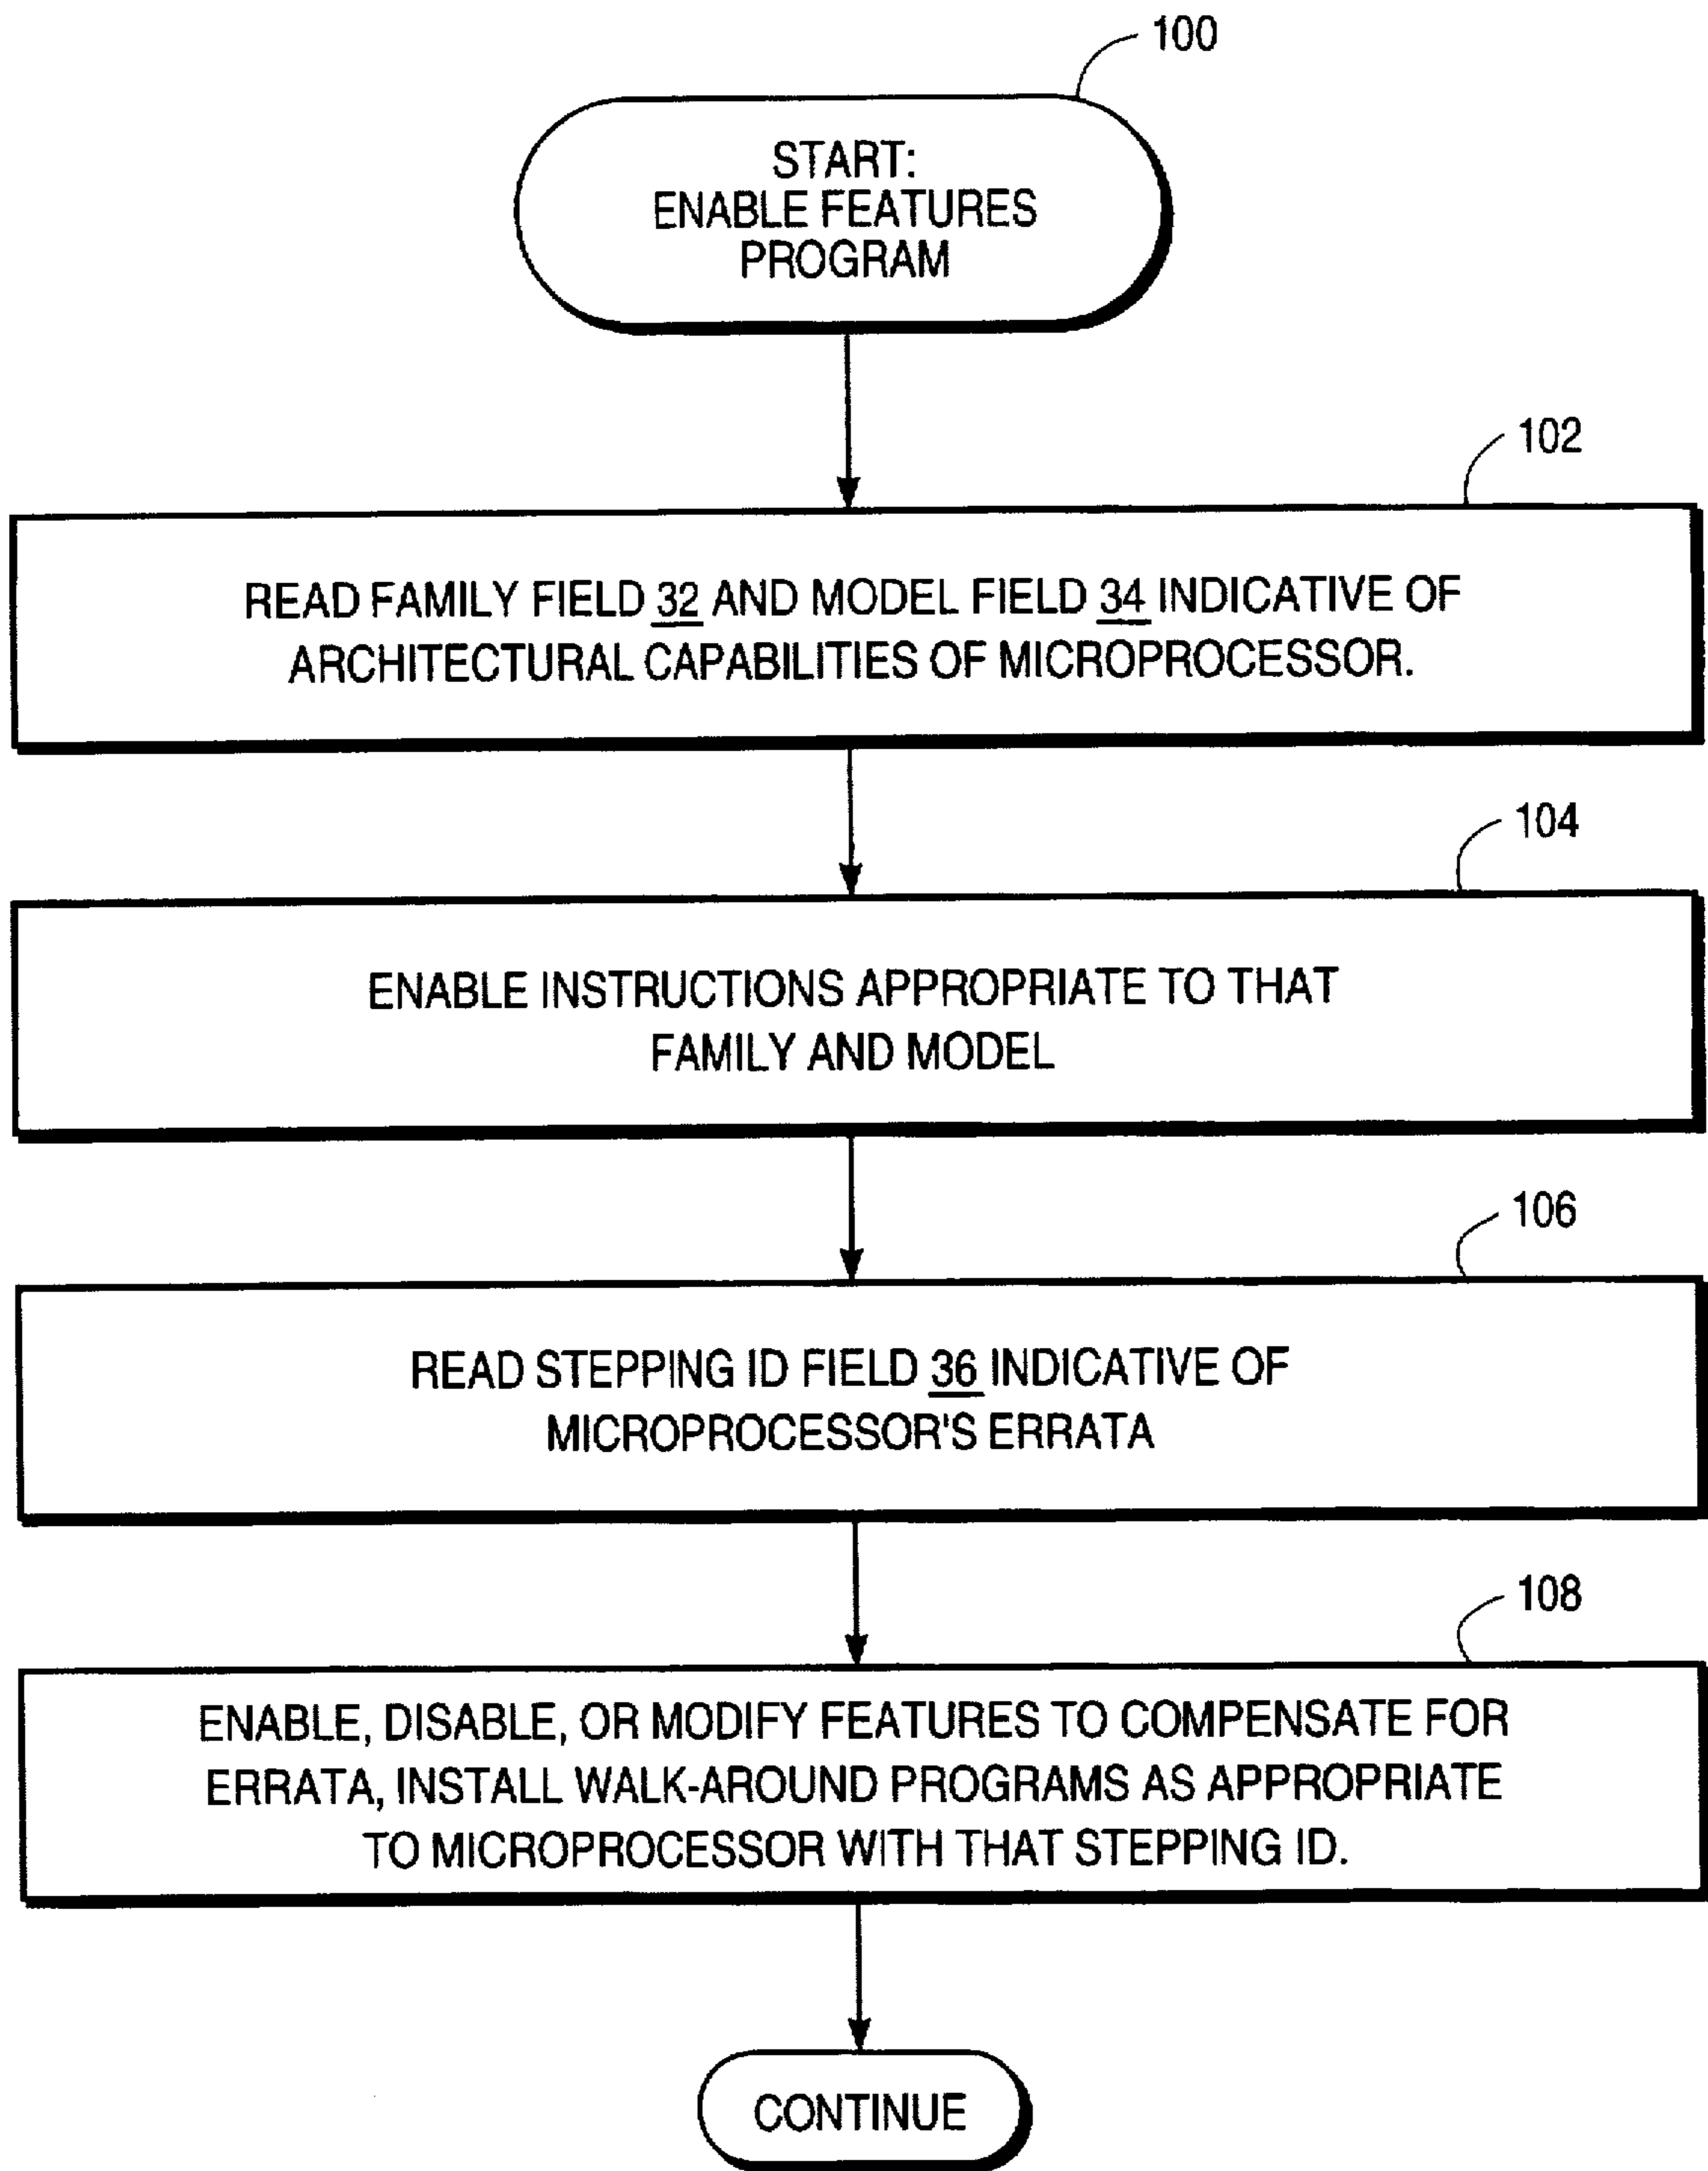 100
START:
ENABLE FEATURES
PROGRAM
102
READ FAMILY FIELD 32 AND MODEL FIELD 34 INDICATIVE OF
ARCHITECTURAL CAPABILITIES OF MICROPROCESSOR.
104
ENABLE INSTRUCTIONS APPROPRIATE TO THAT
FAMILY AND MODEL
106
READ STEPPING ID FIELD 36 INDICATIVE OF
MICROPROCESSOR'S ERRATA
108
ENABLE, DISABLE, OR MODIFY FEATURES TO COMPENSATE FOR
ERRATA, INSTALL WALK-AROUND PROGRAMS AS APPROPRIATE
TO MICROPROCESSOR WITH THAT STEPPING ID.
CONTINUE